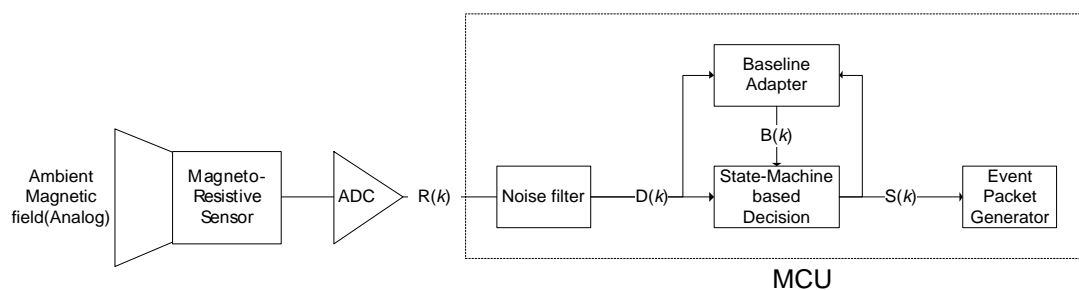 Ambient
Magnetic
field(Analog)
Magneto-
Resistive
Sensor
ADC
R(k)
Noise filter
D(k)
Baseline
Adapter
B(k)
State-Machine
based
Decision
S(k)
Event
Packet
Generator
MCU